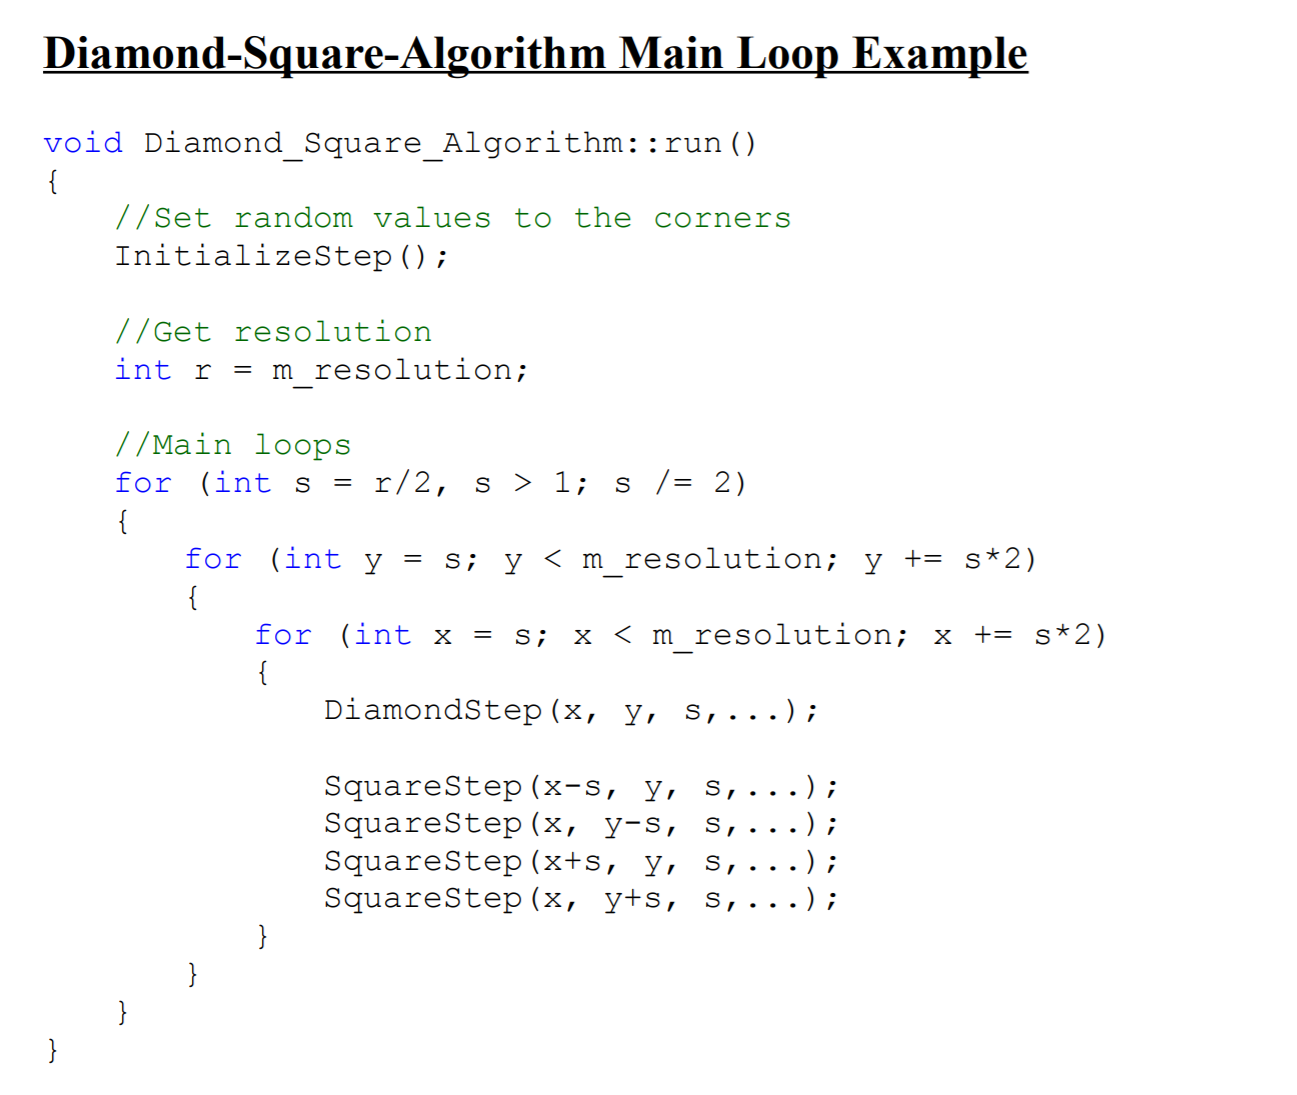 Diamond-Square-Algorithm Main Loop Example
void Diamond_Square_Algorithm::run()
{
    //Set random values to the corners
    InitializeStep();
    //Get resolution
    int r = m_resolution;
    //Main loops
    for (int s = r/2, s > 1; s /= 2)
    {
        for (int y = s; y < m_resolution; y += s*2)
        {
            for (int x = s; x < m_resolution; x += s*2)
            {
                DiamondStep(x, y, s,...);
                SquareStep(x-s, y, s,...);
                SquareStep(x, y-s, s,...);
                SquareStep(x+s, y, s,...);
                SquareStep(x, y+s, s,...);
            }
        }
    }
}